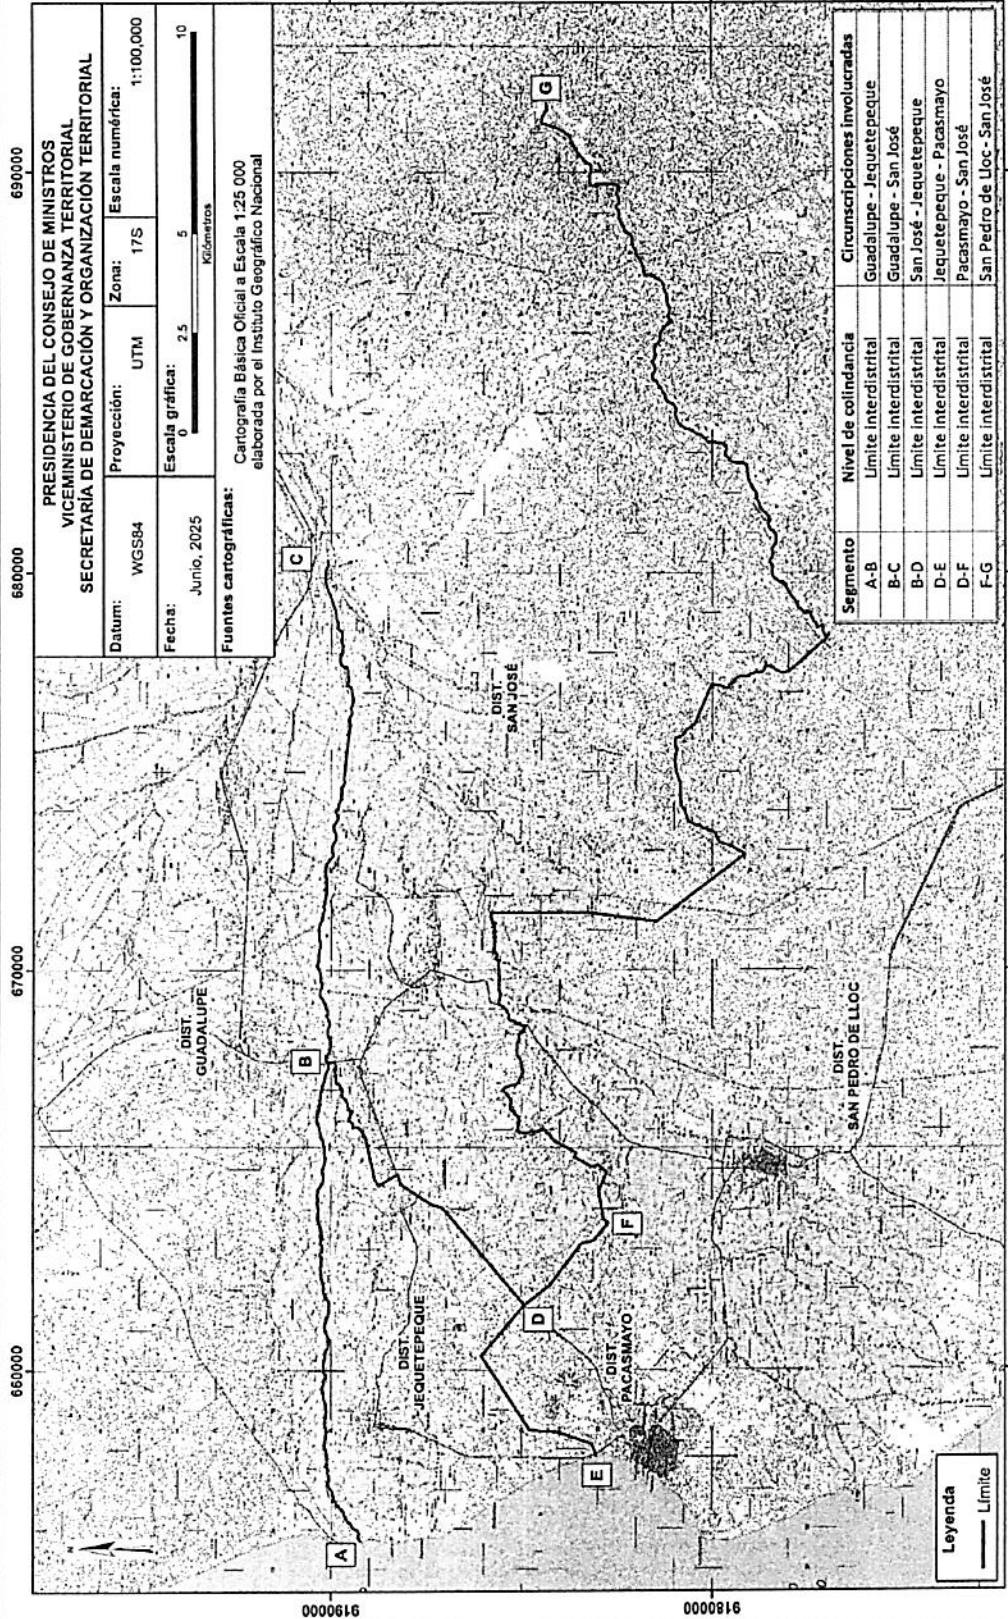 PRESIDENCIA DEL CONSEJO DE MINISTROS
VICEMINISTERIO DE GOBERNANZA TERRITORIAL
SECRETARÍA DE DEMARCACIÓN Y ORGANIZACIÓN TERRITORIAL
Datum: WGS84
Proyección: UTM
Zona: 17S
Escala numérica: 1:100,000
Fecha: Junio, 2025
Escala gráfica:
0 2.5 5 10
Kilómetros
Fuentes cartográficas:
Cartografía Básica Oficial a Escala 1:25 000
elaborada por el Instituto Geográfico Nacional
660000
670000
680000
690000
9190000
9180000
N
A
B
C
D
E
F
G
DIST.
GUADALUPE
DIST.
JEQUETEPEQUE
DIST.
SAN JOSÉ
DIST.
PACASMAYO
DIST.
SAN PEDRO DE LLOC
Leyenda
Límite
Segmento Nivel de colindancia Circunscripciones involucradas
A-B Límite Interdistrital Guadalupe - Jequetepeque
B-C Límite Interdistrital Guadalupe - San José
B-D Límite Interdistrital San José - Jequetepeque
D-E Límite Interdistrital Jequetepeque - Pacasmayo
D-F Límite Interdistrital Pacasmayo - San José
F-G Límite Interdistrital San Pedro de Lloc - San José